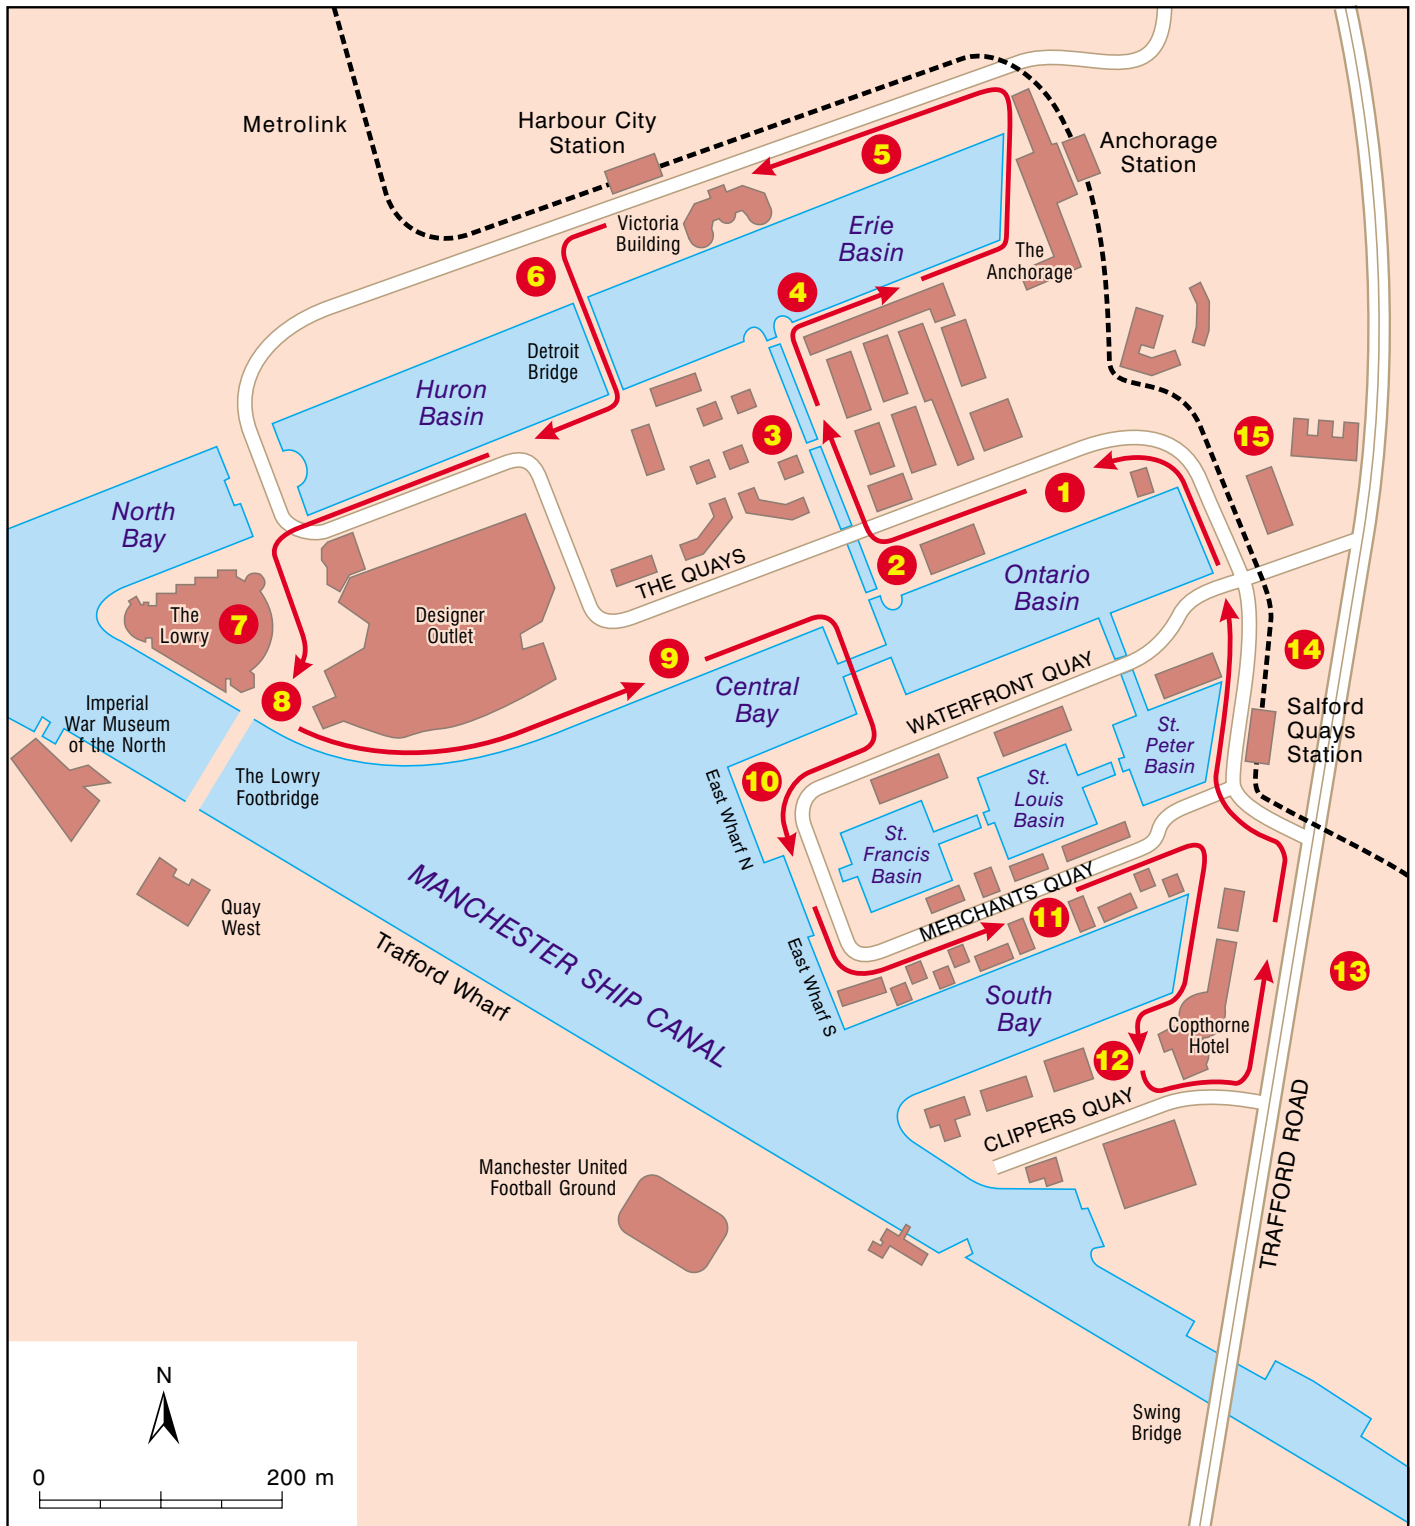 Metrolink
Harbour City
Station
Anchorage
Station
5
Victoria
Building
Erie
Basin
The
Anchorage
6
4
Detroit
Bridge
Huron
Basin
3
15
1
North
Bay
2
THE QUAYS
Ontario
Basin
The
Lowry
7
Designer
Outlet
9
14
8
Central
Bay
WATERFRONT QUAY
Imperial
War Museum
of the North
St.
Peter
Basin
Salford
Quays
Station
The Lowry
Footbridge
10
East Wharf N
St.
Louis
Basin
St.
Francis
Basin
MERCHANTS QUAY
11
Quay
West
MANCHESTER SHIP CANAL
Trafford Wharf
East Wharf S
13
South
Bay
Copthorne
Hotel
12
CLIPPERS QUAY
TRAFFORD ROAD
Manchester United
Football Ground
Swing
Bridge
N
0 200 m